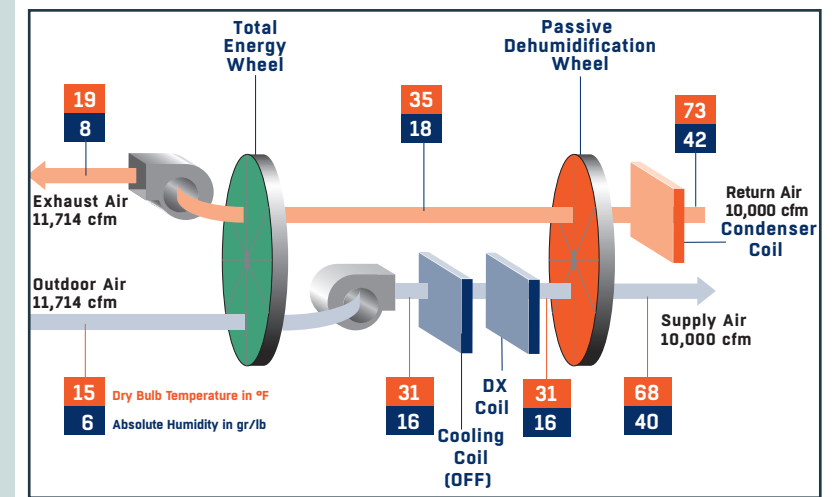 Total
Energy
Wheel
Passive
Dehumidification
Wheel
19
8
35
18
73
42
Exhaust Air
11,714 cfm
Return Air
10,000 cfm
Condenser
Coil
Outdoor Air
11,714 cfm
Supply Air
10,000 cfm
15
6
Dry Bulb Temperature in °F
Absolute Humidity in gr/lb
31
16
Cooling
Coil
(OFF)
DX
Coil
31
16
68
40